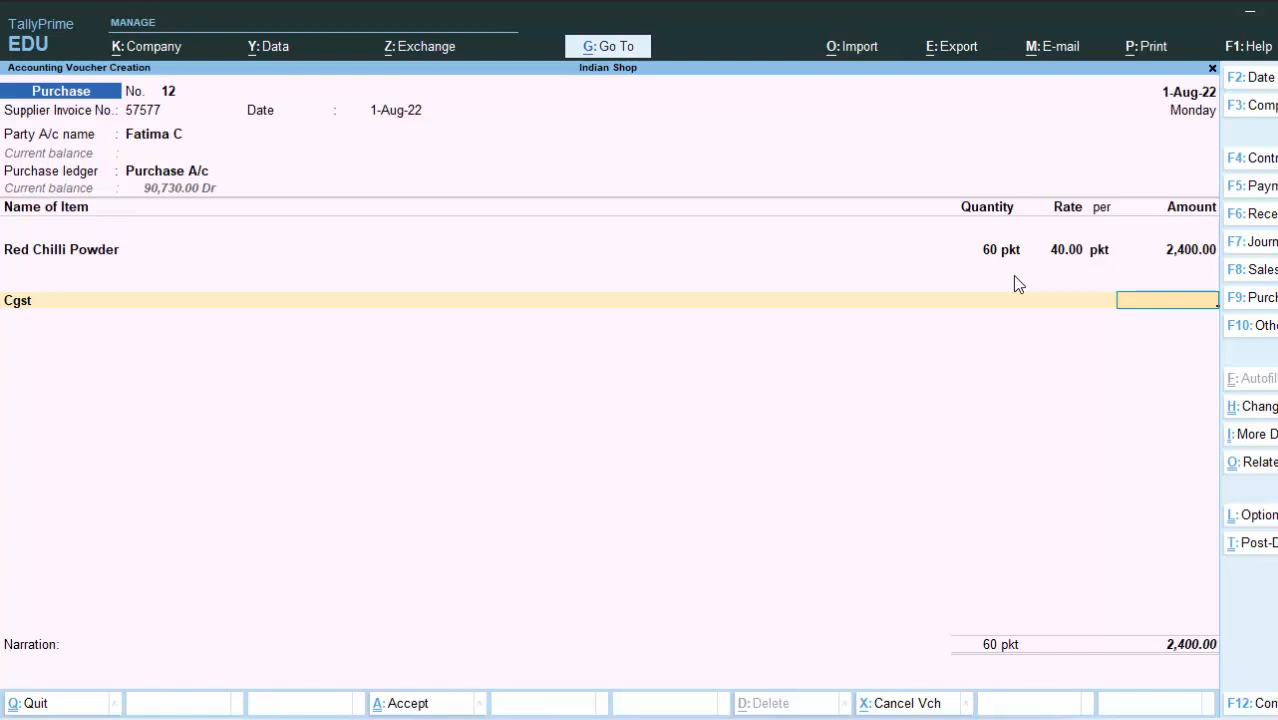 TallyPrime
EDU
MANAGE
K: Company
Y: Data
Z: Exchange
G: Go To
O: Import
E: Export
M: E-mail
P: Print
F1: Help
Accounting Voucher Creation
Indian Shop
Purchase No. 12
1-Aug-22
Supplier Invoice No.: 57577 Date : 1-Aug-22
Monday
Party A/c name : Fatima C
Current balance :
Purchase ledger : Purchase A/c
Current balance : 90,730.00 Dr
Name of Item Quantity Rate per Amount
Red Chilli Powder 60 pkt 40.00 pkt 2,400.00
Cgst
Narration: 60 pkt 2,400.00
F2: Date
F3: Comp
F4: Contr
F5: Paym
F6: Rece
F7: Journ
F8: Sales
F9: Purch
F10: Othe
F: Autofil
H: Chang
I: More D
O: Relate
L: Option
T: Post-D
F12: Con
Q: Quit
A: Accept
D: Delete
X: Cancel Vch